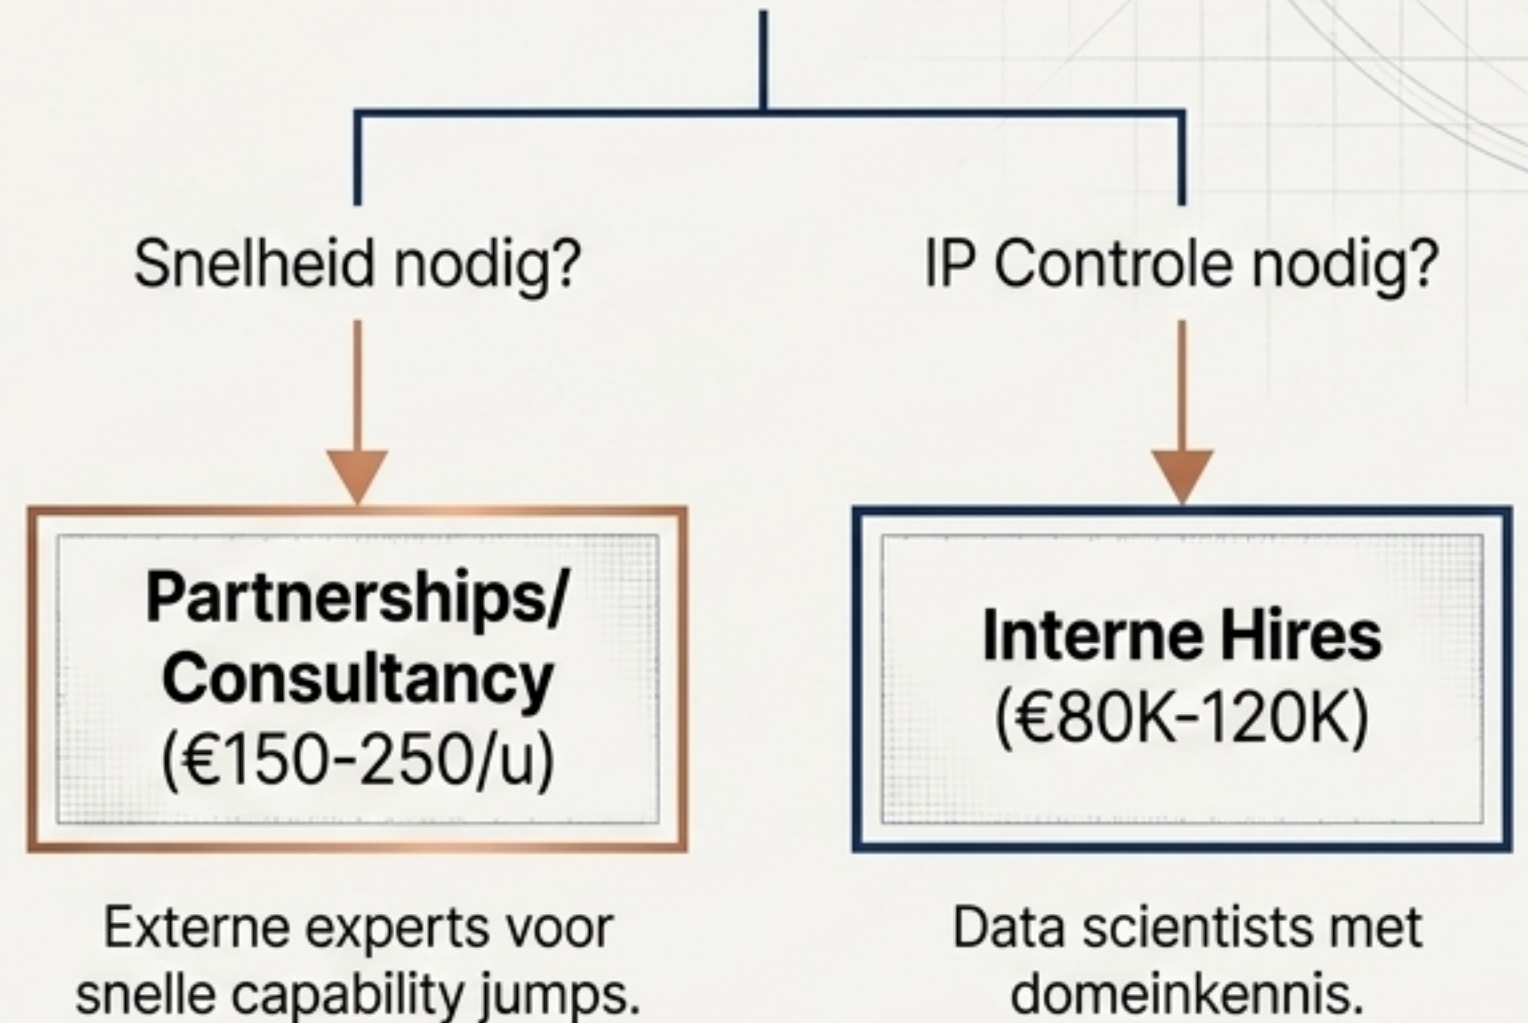 Snelheid nodig?
IP Controle nodig?
Partnerships/
Consultancy
(€150-250/u)
Interne Hires
(€80K-120K)
Externe experts voor
snelle capability jumps.
Data scientists met
domeinkennis.